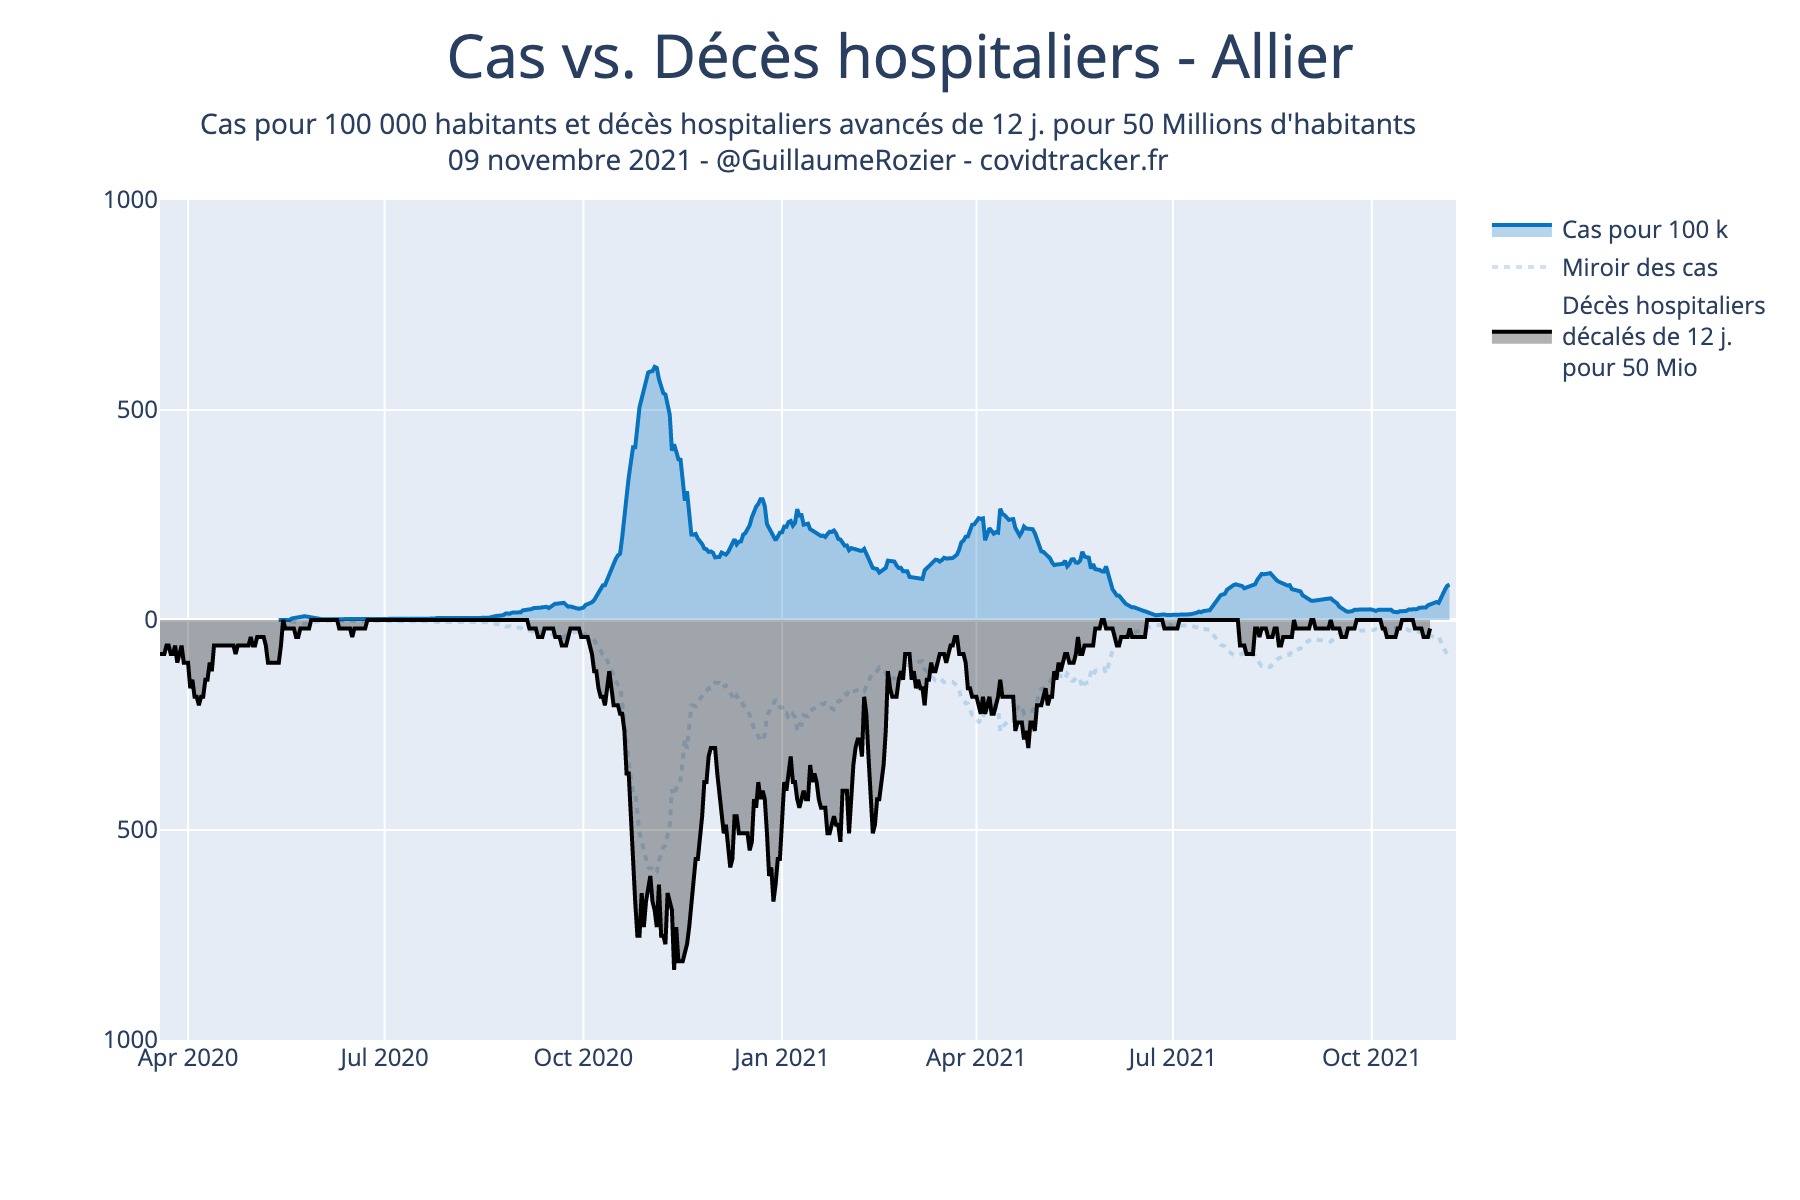 Cas vs. Décès hospitaliers - Allier
Cas pour 100 000 habitants et décès hospitaliers avancés de 12 j. pour 50 Millions d'habitants
09 novembre 2021 - @GuillaumeRozier - covidtracker.fr
1000
500
0
500
1000
Apr 2020
Jul 2020
Oct 2020
Jan 2021
Apr 2021
Jul 2021
Oct 2021
Cas pour 100 k
Miroir des cas
Décès hospitaliers
décalés de 12 j.
pour 50 Mio